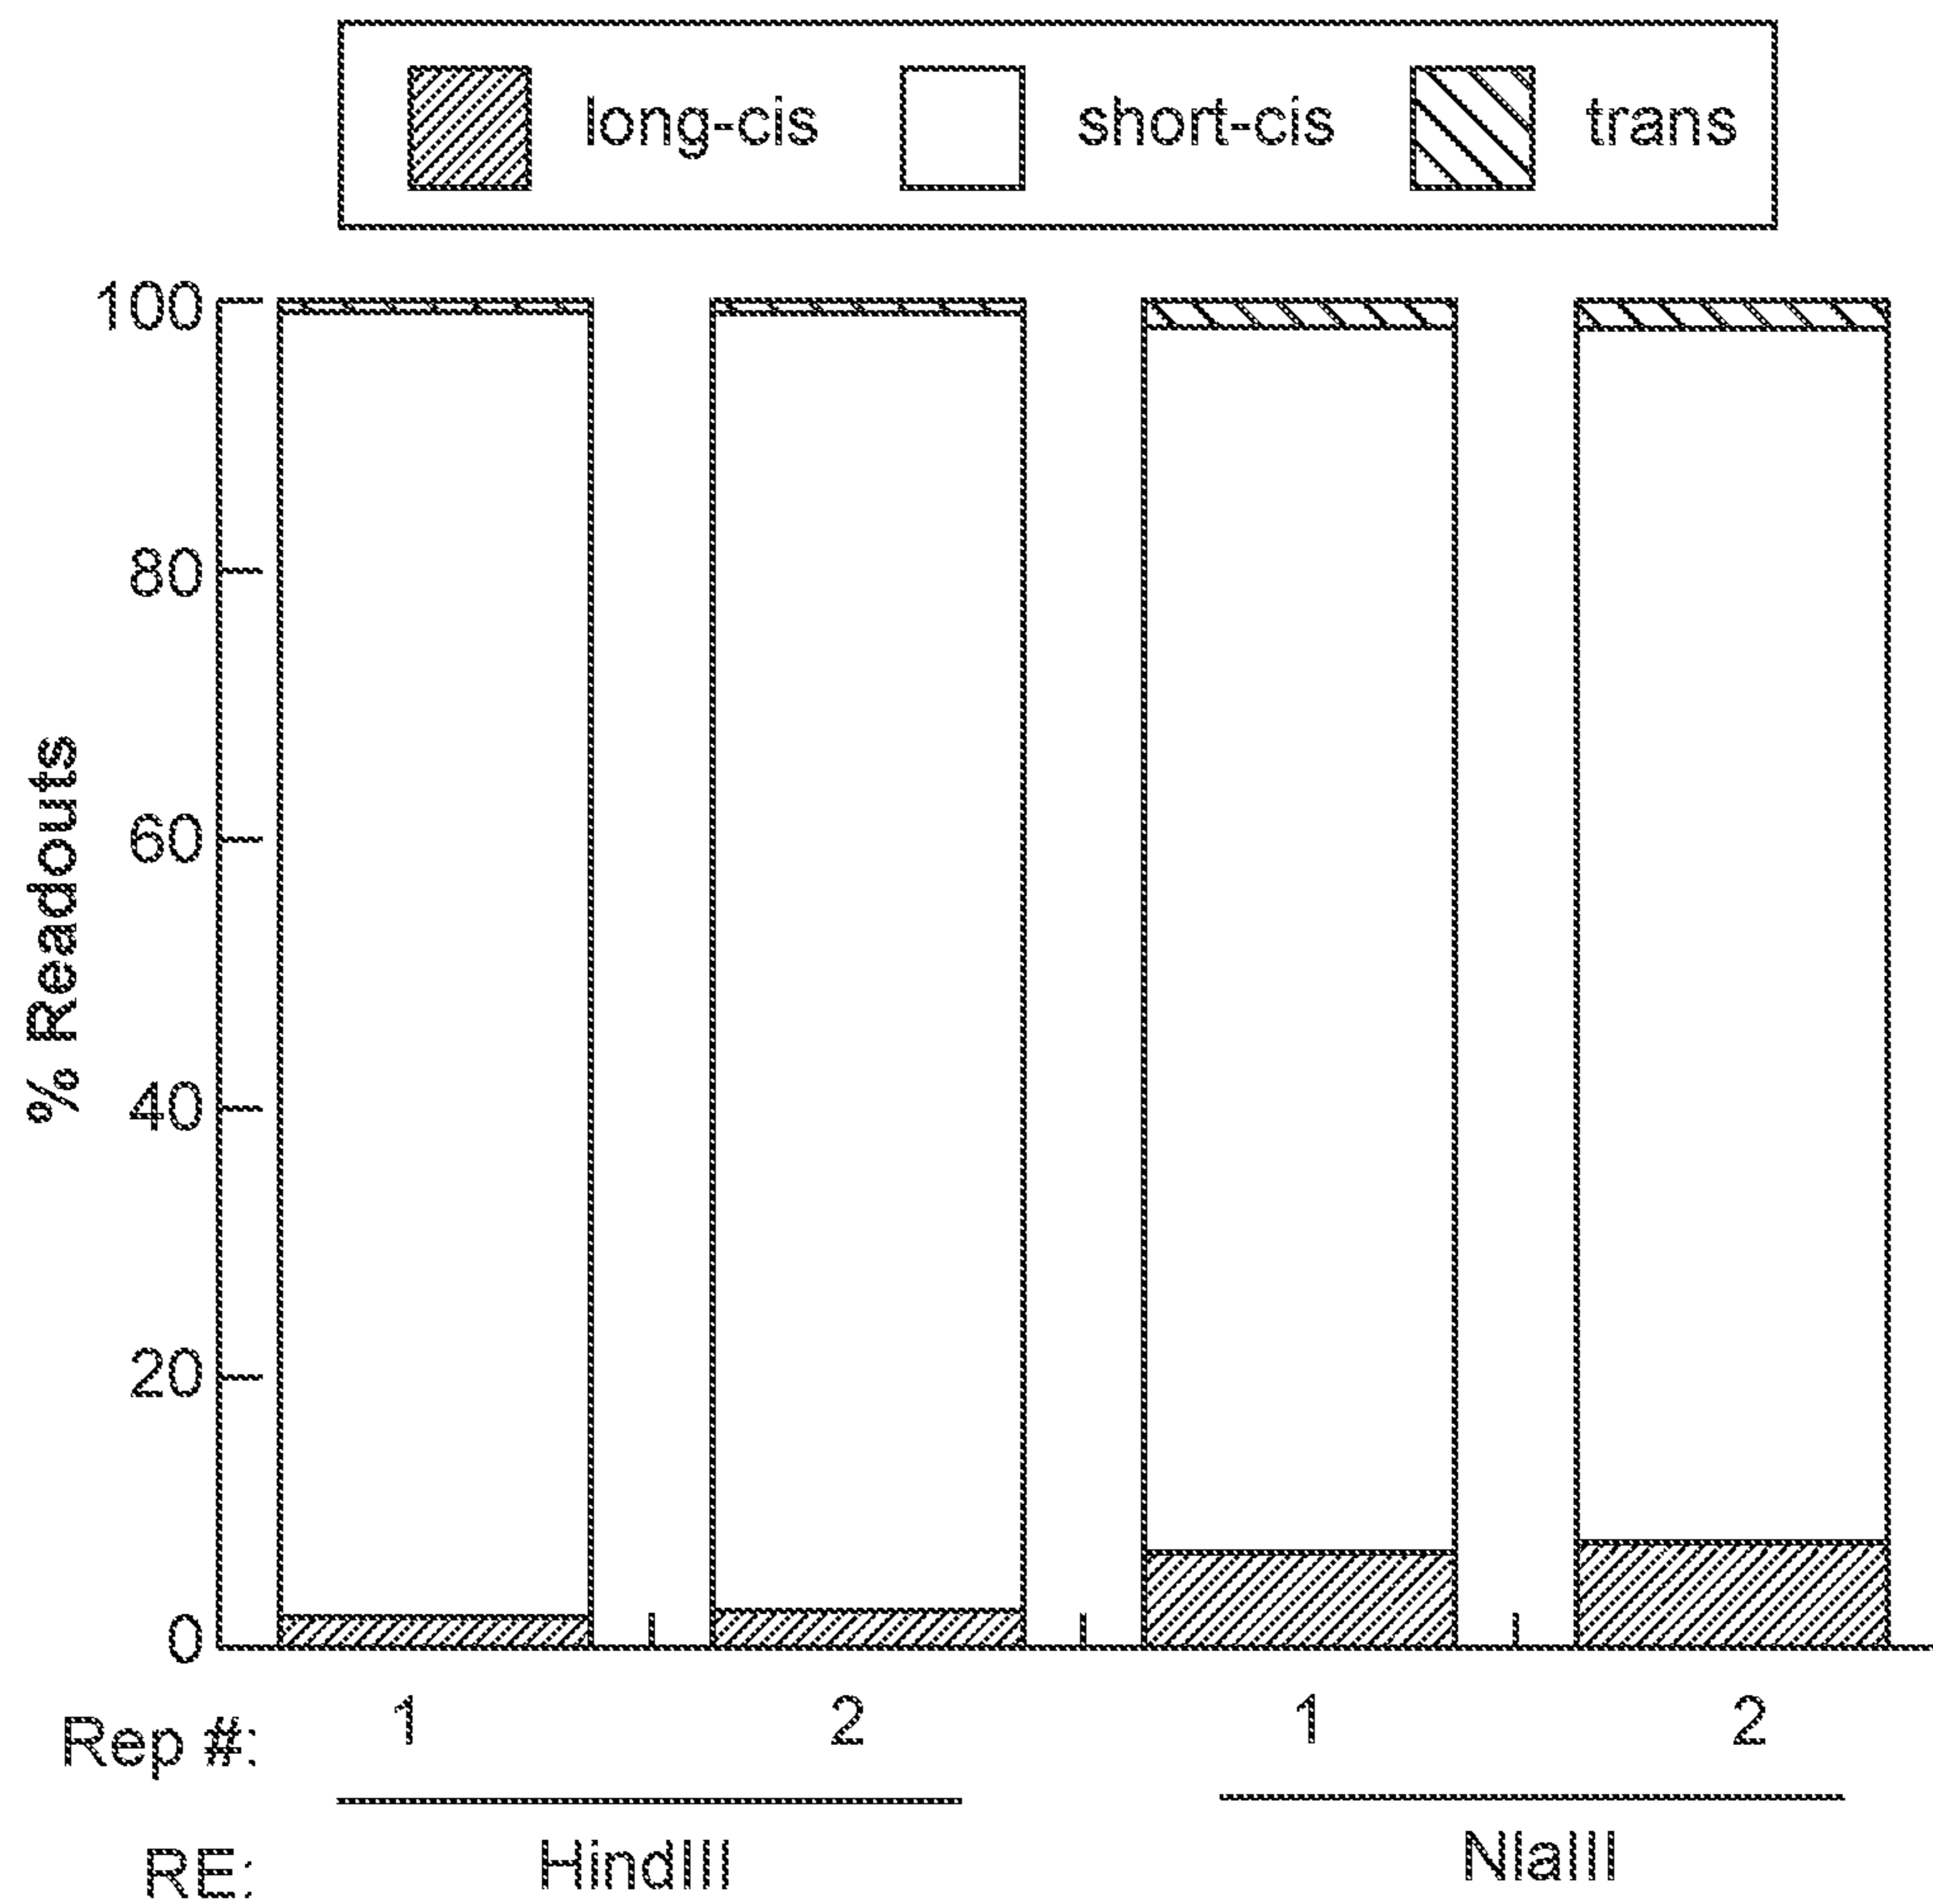 long-cis short-cis trans
100
80
60
40
20
0
% Readouts
Rep #: 1 2 1 2
RE: HindIII NlaIII